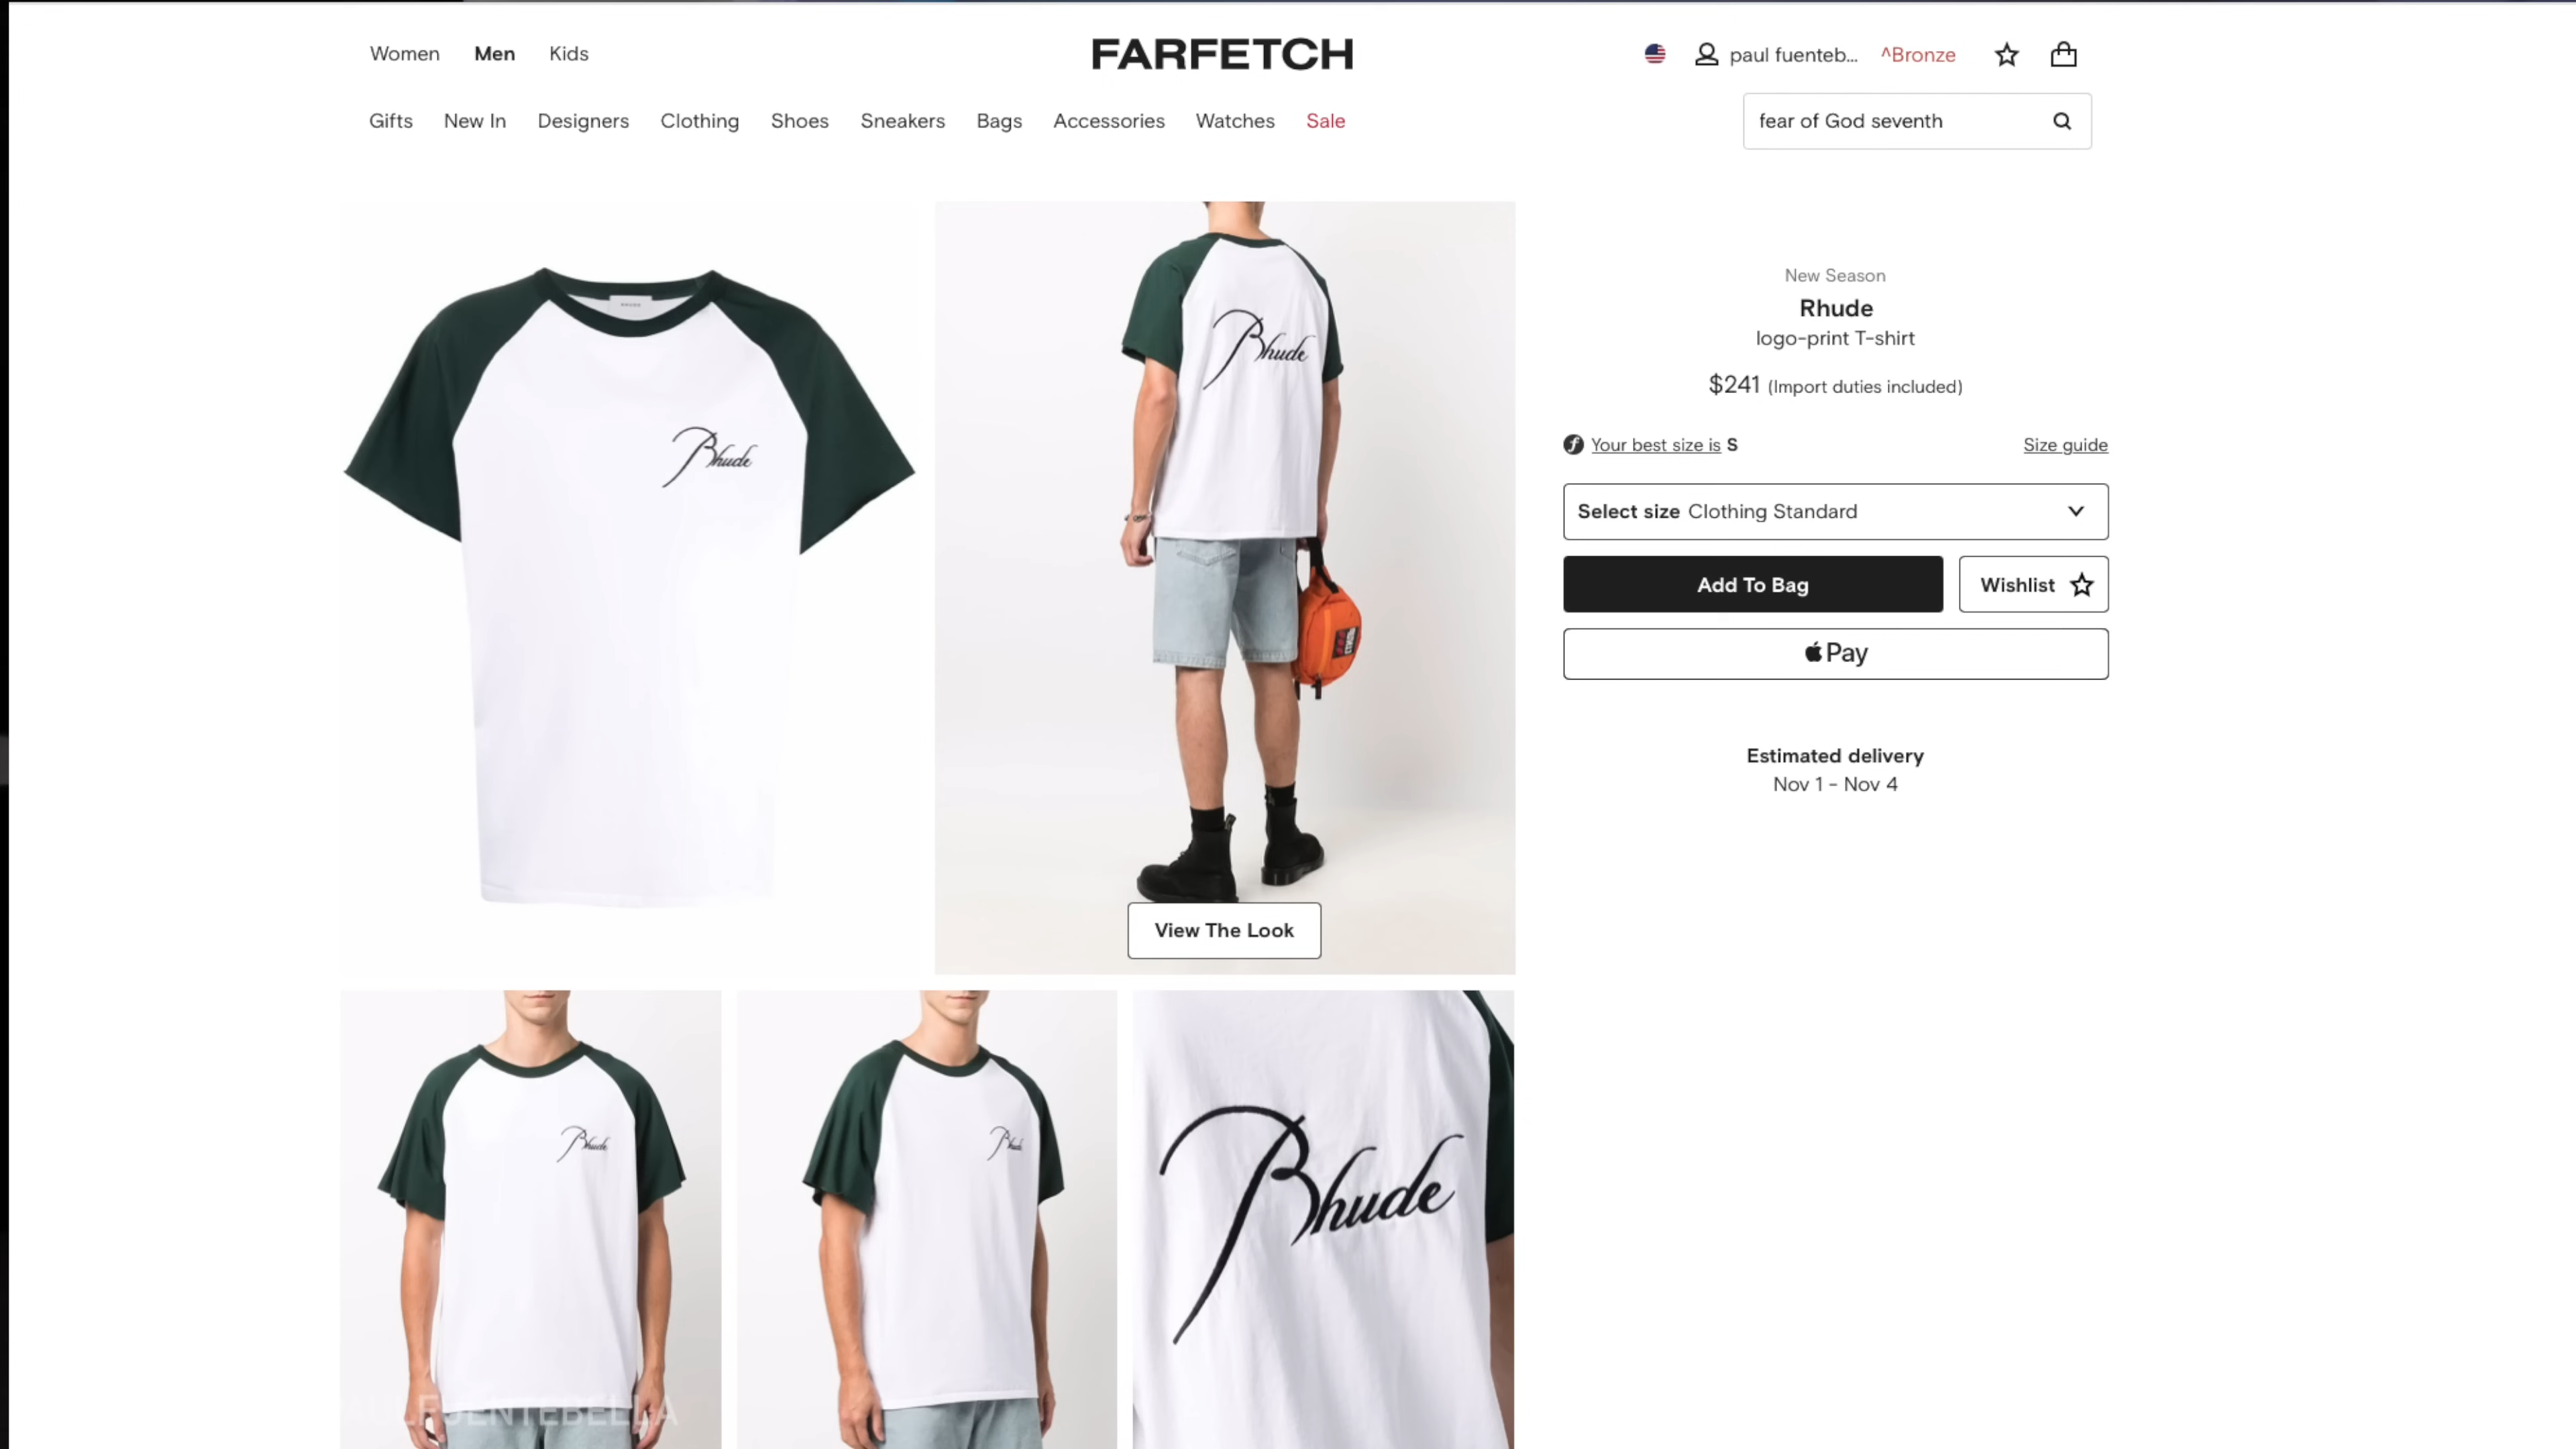 Women Men Kids
FARFETCH
paul fuenteb... ^Bronze
Gifts New In Designers Clothing Shoes Sneakers Bags Accessories Watches Sale
fear of God seventh
RHUDE
Rhude
Rhude
View The Look
New Season
Rhude
logo-print T-shirt
$241 (Import duties included)
Your best size is S
Size guide
Select size Clothing Standard
Add To Bag
Wishlist
Pay
Estimated delivery
Nov 1 - Nov 4
Rhude
Rhude
Rhude